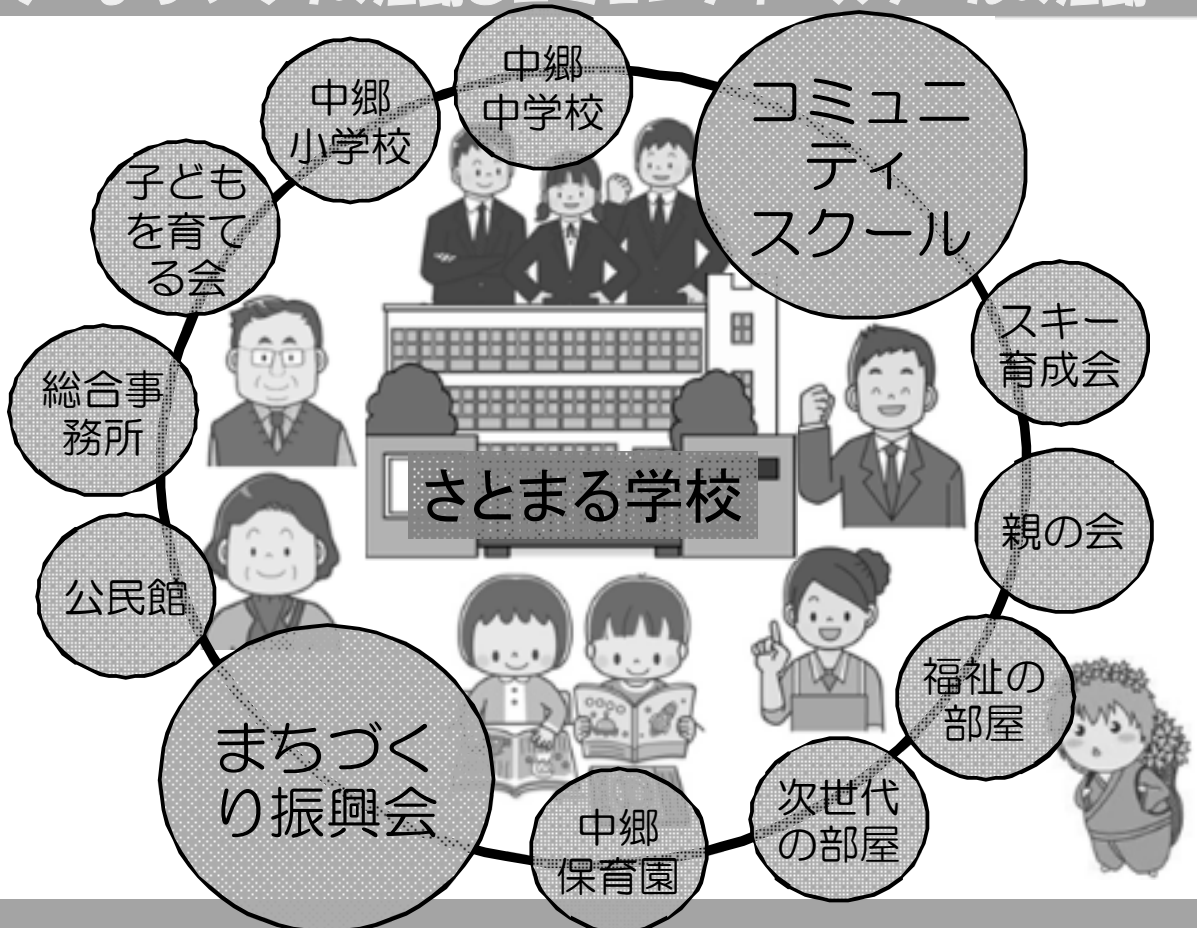 中郷
中学校
コミュニ
ティ
スクール
中郷
小学校
子ども
を育て
る会
スキー
育成会
総合事
務所
さとまる学校
親の会
公民館
福祉の
部屋
まちづく
り振興会
次世代
の部屋
中郷
保育園